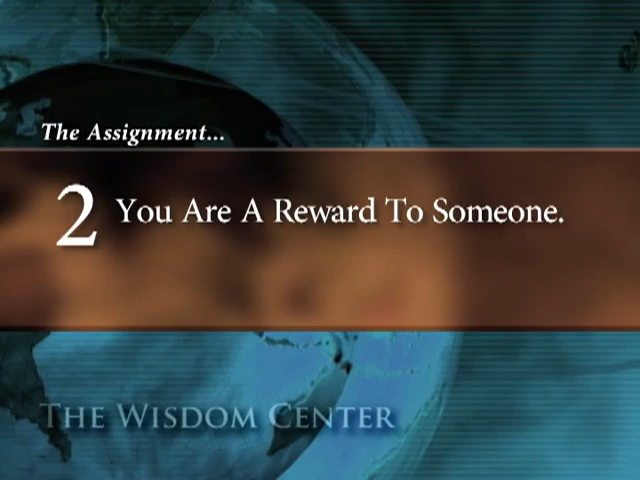 The Assignment...
2 You Are A Reward To Someone.
THE WISDOM CENTER